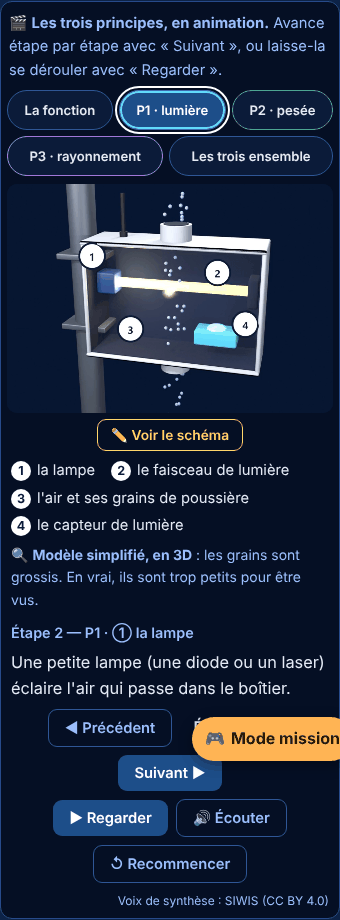 🎬 Les trois principes, en animation. Avance
étape par étape avec « Suivant », ou laisse-la
se dérouler avec « Regarder ».
La fonction
P1 · lumière
P2 · pesée
P3 · rayonnement
Les trois ensemble
1
2
3
4
✏️ Voir le schéma
1 la lampe 2 le faisceau de lumière
3 l'air et ses grains de poussière
4 le capteur de lumière
🔍 Modèle simplifié, en 3D : les grains sont
grossis. En vrai, ils sont trop petits pour être
vus.
Étape 2 — P1 · ① la lampe
Une petite lampe (une diode ou un laser)
éclaire l'air qui passe dans le boîtier.
◀ Précédent
🎮 Mode mission
Suivant ▶
▶ Regarder
🔊 Écouter
↺ Recommencer
Voix de synthèse : SIWIS (CC BY 4.0)